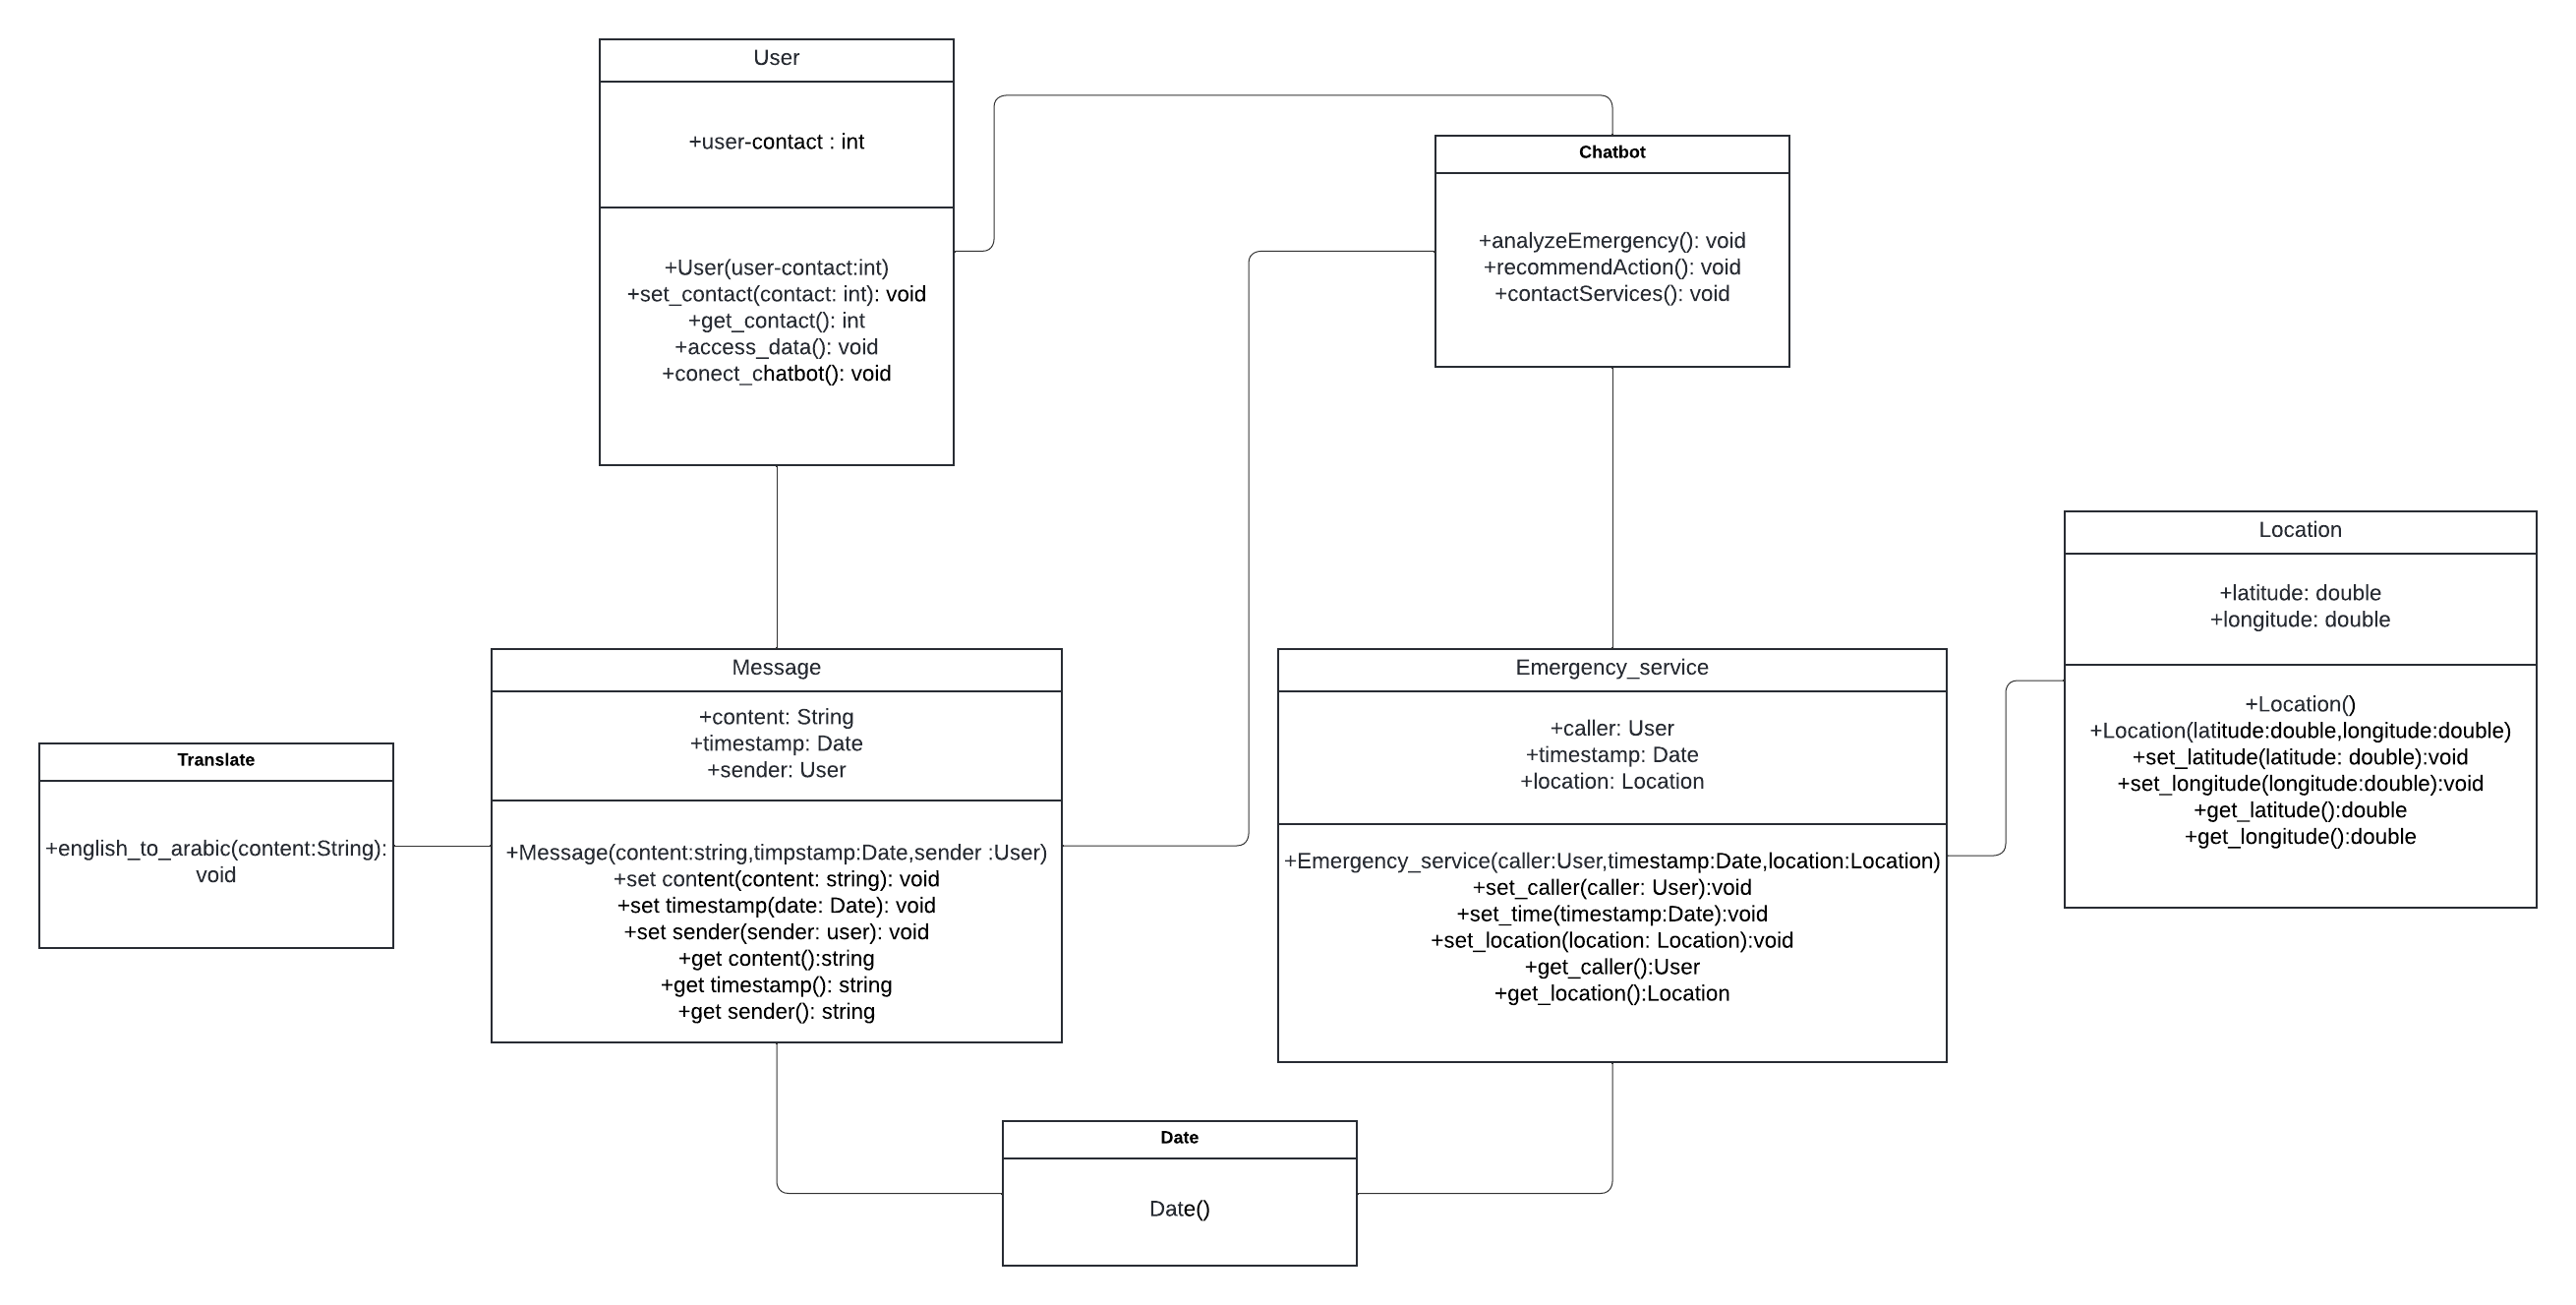 User
+user-contact : int
+User(user-contact:int)
+set_contact(contact: int): void
+get_contact(): int
+access_data(): void
+conect_chatbot(): void
Chatbot
+analyzeEmergency(): void
+recommendAction(): void
+contactServices(): void
Location
+latitude: double
+longitude: double
+Location()
+Location(latitude:double,longitude:double)
+set_latitude(latitude: double):void
+set_longitude(longitude:double):void
+get_latitude():double
+get_longitude():double
Message
+content: String
+timestamp: Date
+sender: User
+Message(content:string,timpstamp:Date,sender :User)
+set content(content: string): void
+set timestamp(date: Date): void
+set sender(sender: user): void
+get content():string
+get timestamp(): string
+get sender(): string
Emergency_service
+caller: User
+timestamp: Date
+location: Location
+Emergency_service(caller:User,timestamp:Date,location:Location)
+set_caller(caller: User):void
+set_time(timestamp:Date):void
+set_location(location: Location):void
+get_caller():User
+get_location():Location
Translate
+english_to_arabic(content:String):
void
Date
Date()